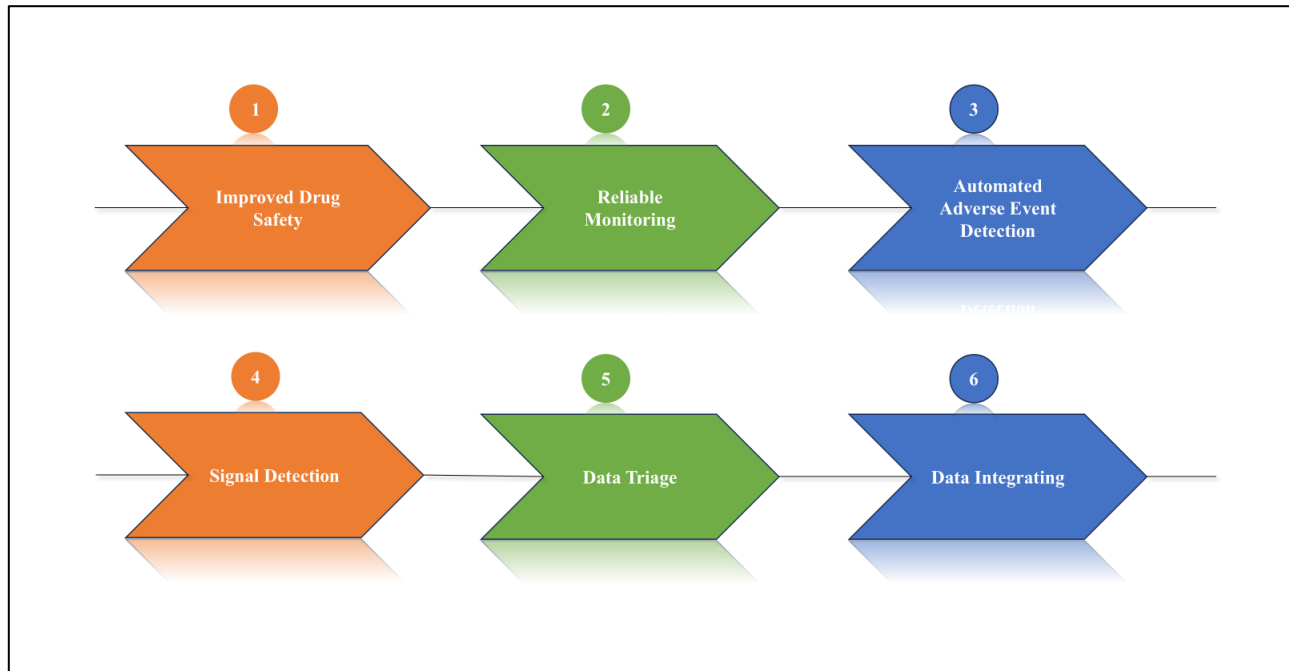 1
2
3
Improved Drug
Safety
Reliable
Monitoring
Automated
Adverse Event
Detection
4
5
6
Signal Detection
Data Triage
Data Integrating